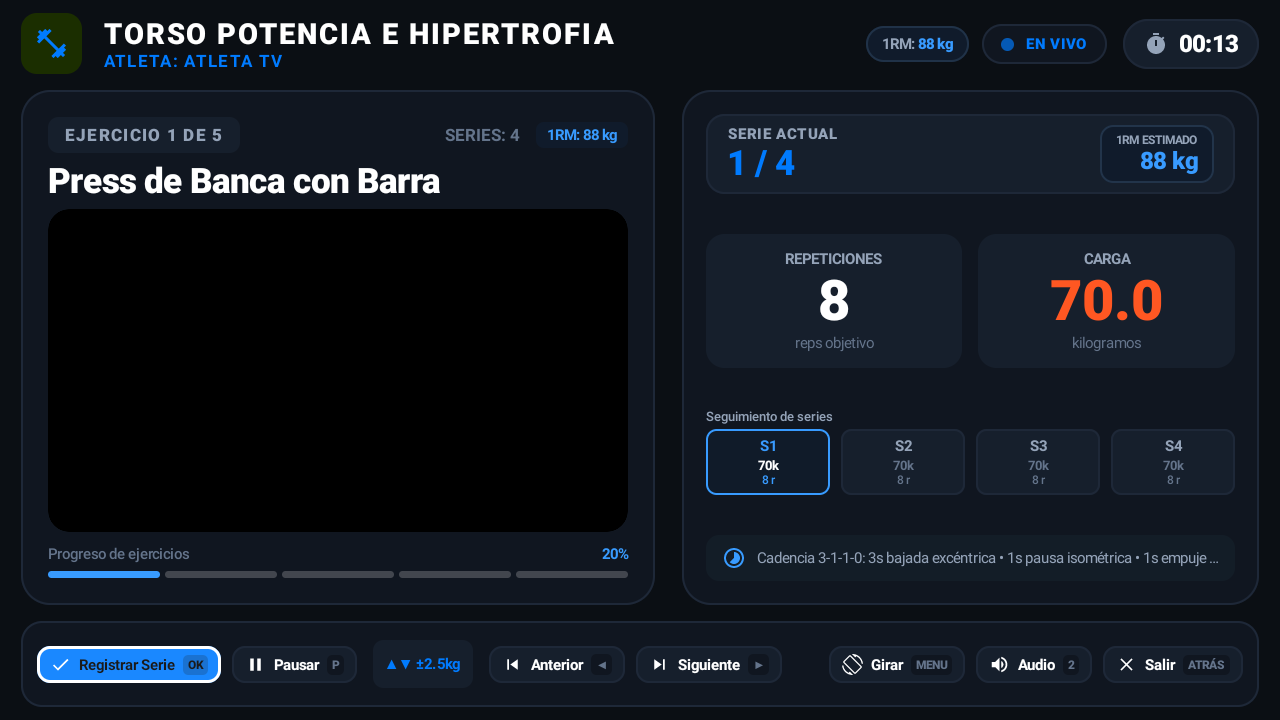 TORSO POTENCIA E HIPERTROFIA
ATLETA: ATLETA TV
1RM: 88 kg
EN VIVO
00:13
EJERCICIO 1 DE 5
SERIES: 4
1RM: 88 kg
Press de Banca con Barra
Progreso de ejercicios
20%
SERIE ACTUAL
1 / 4
1RM ESTIMADO
88 kg
REPETICIONES
8
reps objetivo
CARGA
70.0
kilogramos
Seguimiento de series
S1
70k
8 r
S2
70k
8 r
S3
70k
8 r
S4
70k
8 r
Cadencia 3-1-1-0: 3s bajada excéntrica • 1s pausa isométrica • 1s empuje ...
Registrar Serie OK
Pausar P
▲▼ ±2.5kg
Anterior ◄
Siguiente ►
Girar MENU
Audio 2
Salir ATRÁS